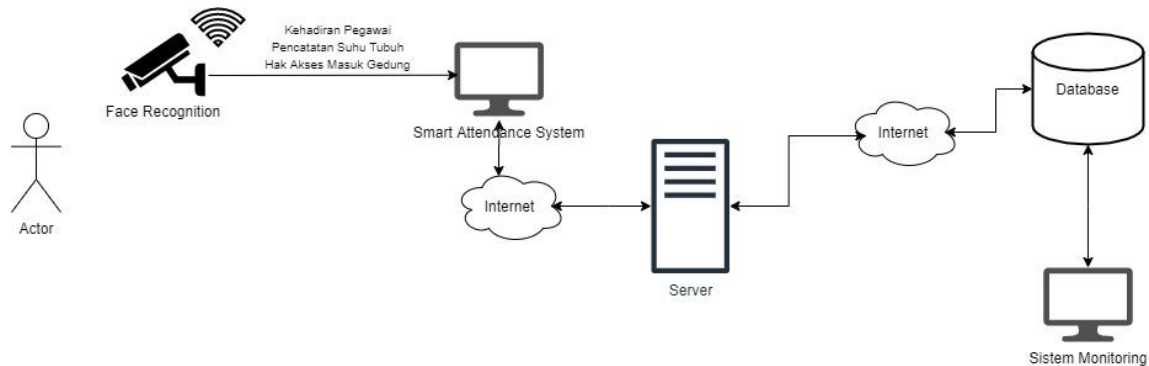 Kehadiran Pegawai
Pencatatan Suhu Tubuh
Hak Akses Masuk Gedung
Face Recognition
Smart Attendance System
Actor
Internet
Server
Internet
Database
Sistem Monitoring